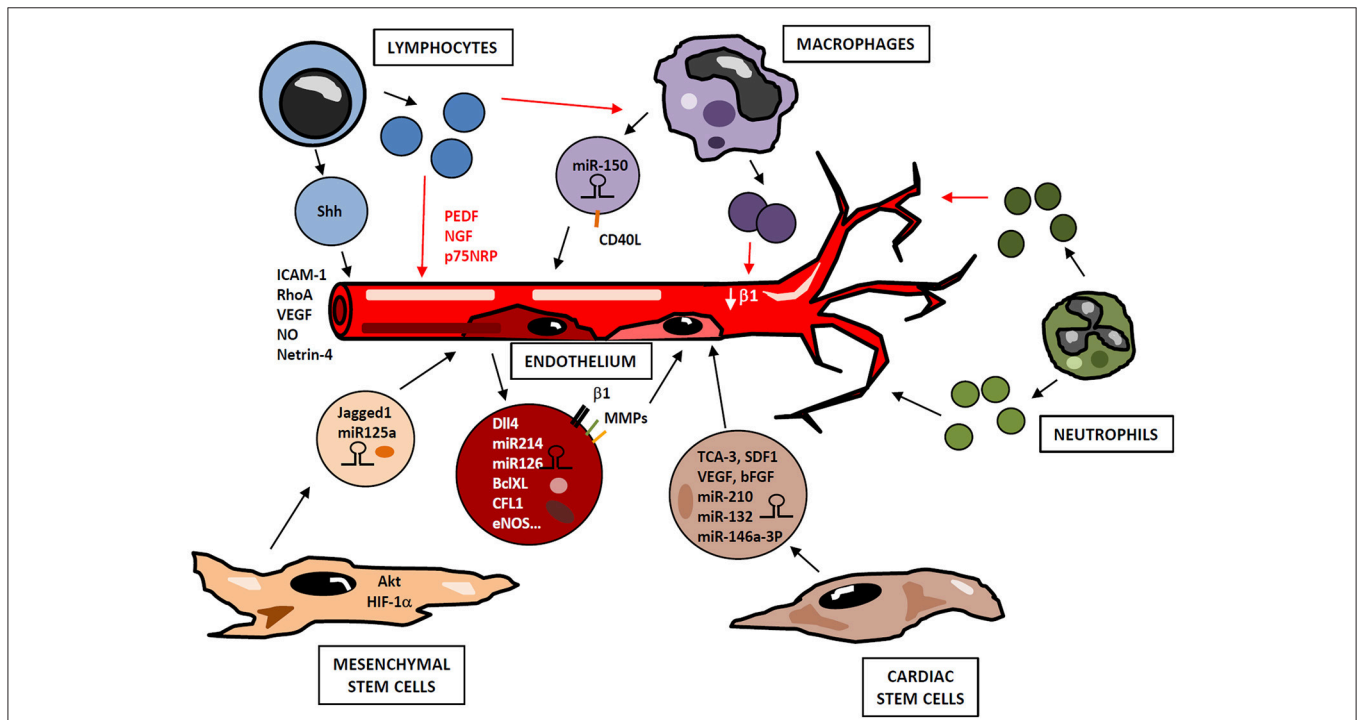 LYMPHOCYTES
MACROPHAGES
miR-150
Shh
PEDF
NGF
p75NRP
CD40L
ICAM-1
RhoA
VEGF
NO
Netrin-4
↓ β1
ENDOTHELIUM
NEUTROPHILS
Jagged1
miR125a
β1
MMPs
Dll4
miR214
miR126
BclXL
CFL1
eNOS...
TCA-3, SDF1
VEGF, bFGF
miR-210
miR-132
miR-146a-3P
Akt
HIF-1α
MESENCHYMAL
STEM CELLS
CARDIAC
STEM CELLS